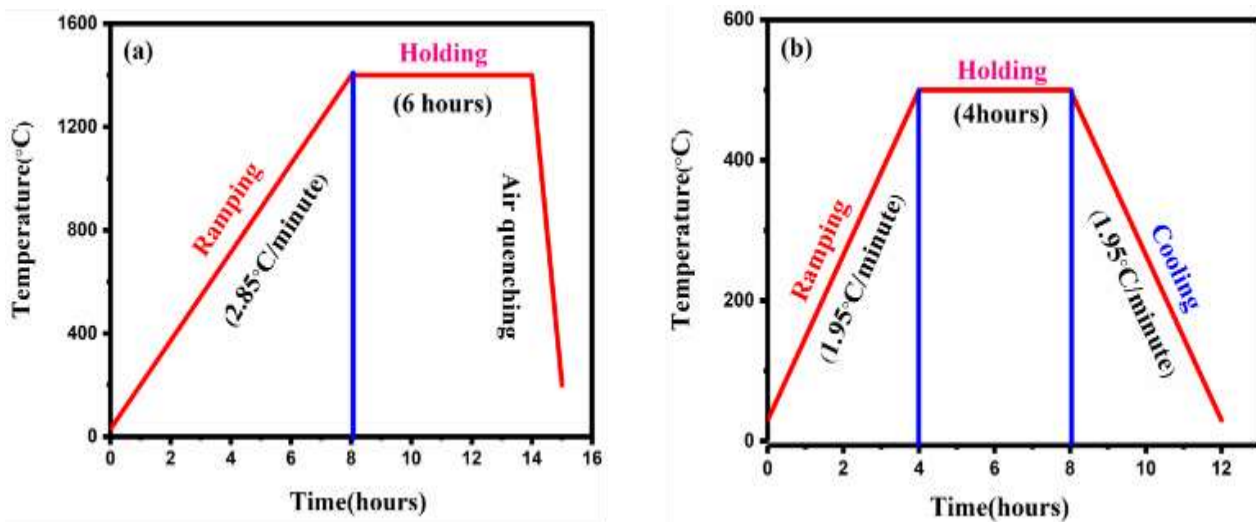 (a)
1600
1200
800
400
0
Temperature(°C)
Holding
(6 hours)
Ramping
(2.85°C/minute)
Air quenching
0 2 4 6 8 10 12 14 16
Time(hours)
(b)
600
400
200
0
Temperature(°C)
Holding
(4hours)
Ramping
(1.95°C/minute)
(1.95°C/minute)
Cooling
0 2 4 6 8 10 12
Time(hours)